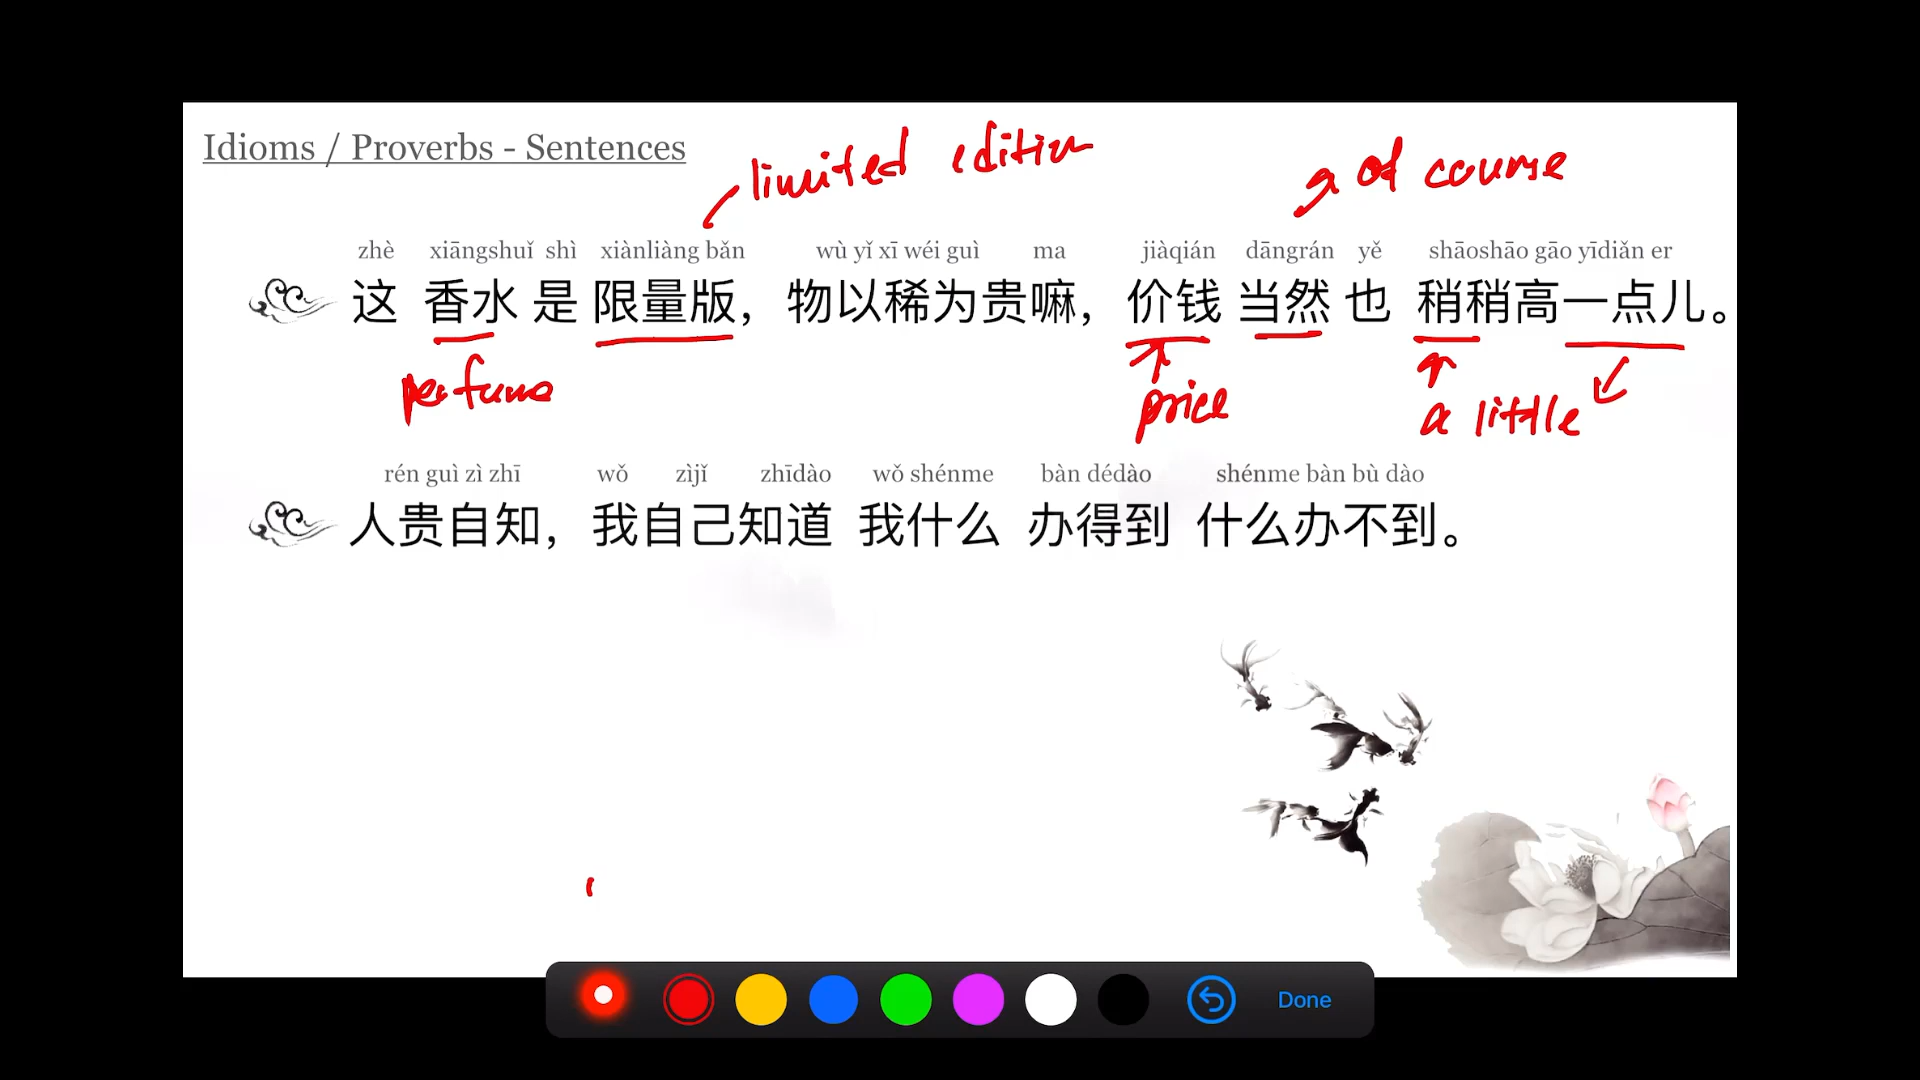 Idioms / Proverbs - Sentences
limited edition
of course
zhè xiāngshuǐ shì xiànliàng bǎn wù yǐ xī wéi guì ma jiàqián dāngrán yě shāoshāo gāo yīdiǎn er
这 香水 是 限量版，物以稀为贵嘛，价钱 当然 也 稍稍高一点儿。
perfume
price
a little
rén guì zì zhī wǒ zìjǐ zhīdào wǒ shénme bàn dédào shénme bàn bù dào
人贵自知，我自己知道 我什么 办得到 什么办不到。
Done